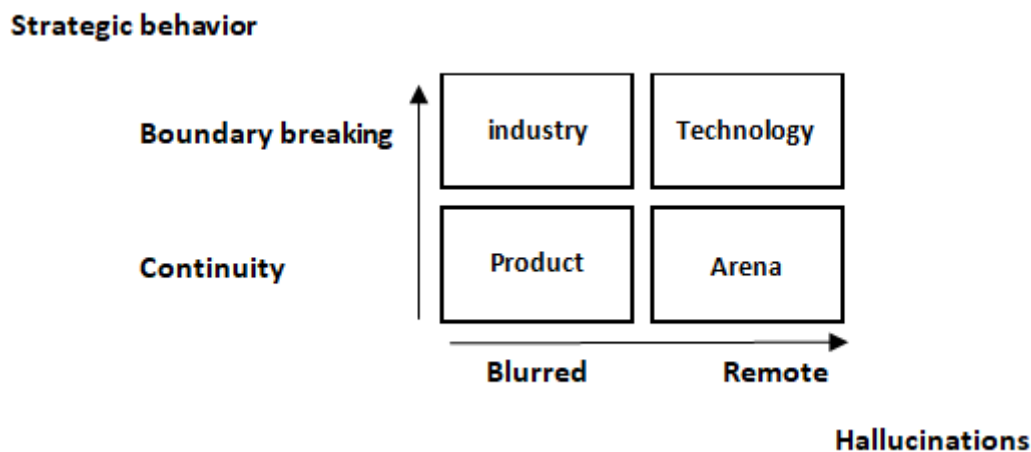 Strategic behavior
Boundary breaking industry Technology
Continuity Product Arena
Blurred Remote
Hallucinations